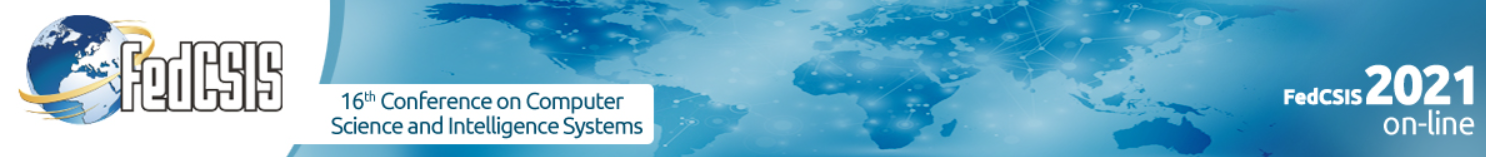 FedCSIS
16th Conference on Computer
Science and Intelligence Systems
FedCSIS 2021
on-line